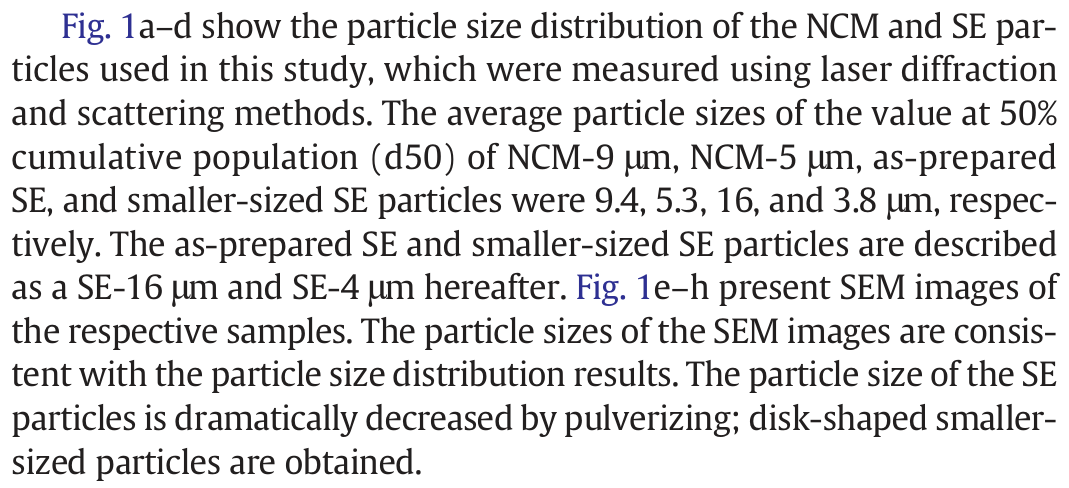 Fig. 1a–d show the particle size distribution of the NCM and SE par-
ticles used in this study, which were measured using laser diffraction
and scattering methods. The average particle sizes of the value at 50%
cumulative population (d50) of NCM-9 μm, NCM-5 μm, as-prepared
SE, and smaller-sized SE particles were 9.4, 5.3, 16, and 3.8 μm, respec-
tively. The as-prepared SE and smaller-sized SE particles are described
as a SE-16 μm and SE-4 μm hereafter. Fig. 1e–h present SEM images of
the respective samples. The particle sizes of the SEM images are consis-
tent with the particle size distribution results. The particle size of the SE
particles is dramatically decreased by pulverizing; disk-shaped smaller-
sized particles are obtained.